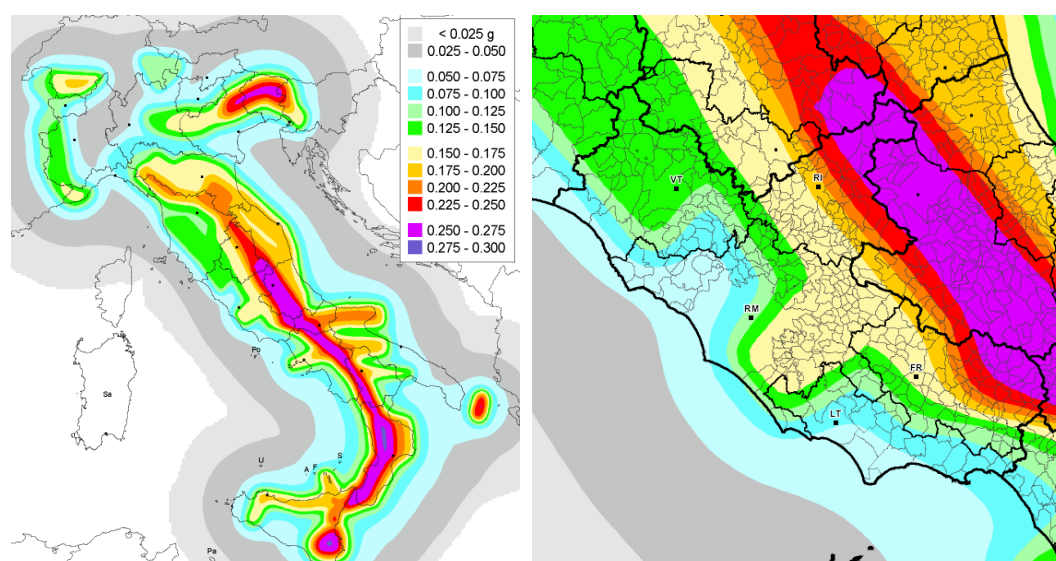 < 0.025 g
0.025 - 0.050
0.050 - 0.075
0.075 - 0.100
0.100 - 0.125
0.125 - 0.150
0.150 - 0.175
0.175 - 0.200
0.200 - 0.225
0.225 - 0.250
0.250 - 0.275
0.275 - 0.300
Po
Sa
U
A
F
S
Pa
VT
RI
RM
FR
LT